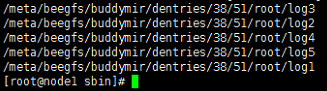 /meta/beegfs/buddymir/dentries/38/51/root/log3
/meta/beegfs/buddymir/dentries/38/51/root/log2
/meta/beegfs/buddymir/dentries/38/51/root/log4
/meta/beegfs/buddymir/dentries/38/51/root/log5
/meta/beegfs/buddymir/dentries/38/51/root/log1
[root@node1 sbin]#